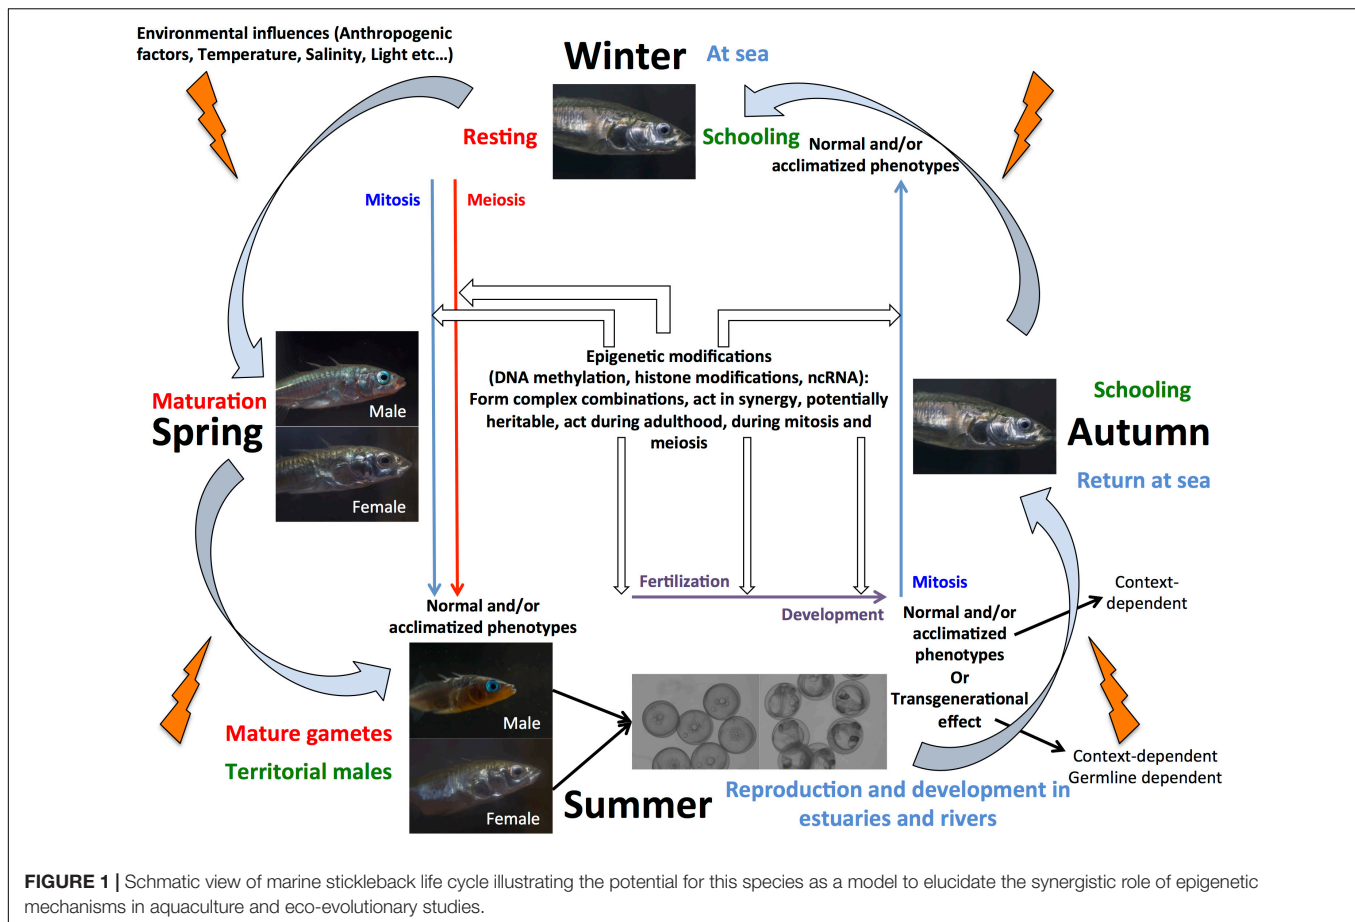 Environmental influences (Anthropogenic
factors, Temperature, Salinity, Light etc...)
Winter At sea
Resting
Schooling
Normal and/or
acclimatized phenotypes
Mitosis
Meiosis
Epigenetic modifications
(DNA methylation, histone modifications, ncRNA):
Form complex combinations, act in synergy, potentially
heritable, act during adulthood, during mitosis and
meiosis
Maturation
Spring
Male
Female
Schooling
Autumn
Return at sea
Fertilization
Development
Mitosis
Normal and/or
acclimatized
phenotypes
Or
Transgenerational
effect
Context-
dependent
Context-dependent
Germline dependent
Normal and/or
acclimatized phenotypes
Male
Female
Mature gametes
Territorial males
Summer
Reproduction and development in
estuaries and rivers
FIGURE 1 | Schmatic view of marine stickleback life cycle illustrating the potential for this species as a model to elucidate the synergistic role of epigenetic
mechanisms in aquaculture and eco-evolutionary studies.